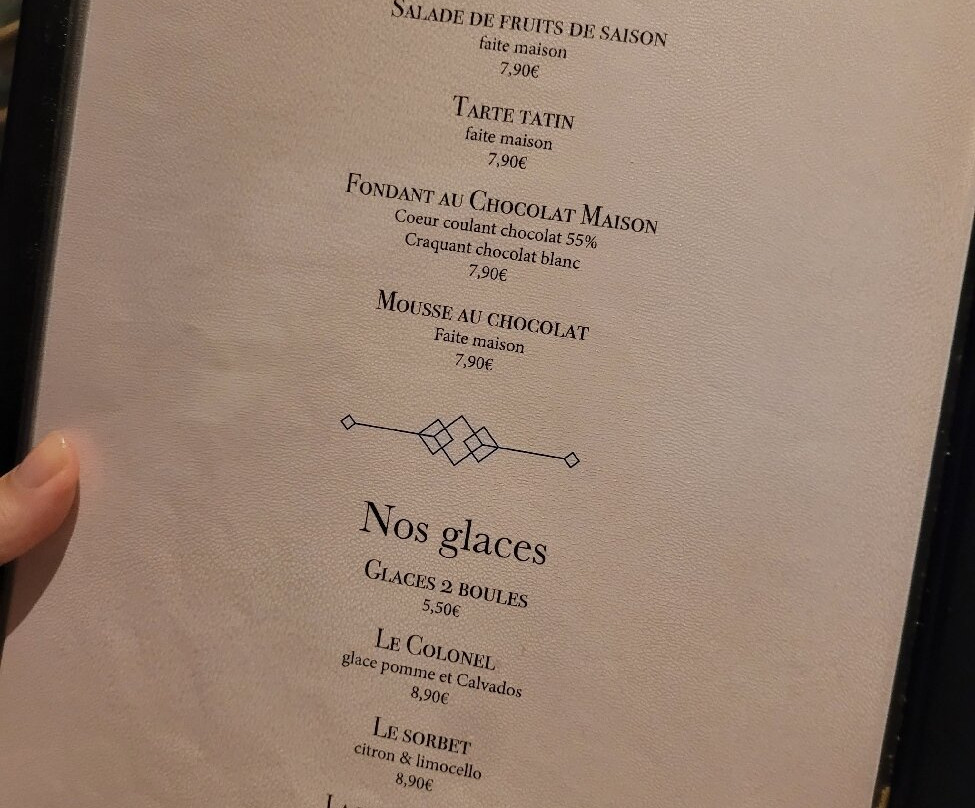 Salade de fruits de saison
faite maison
7,90€
Tarte tatin
faite maison
7,90€
Fondant au Chocolat Maison
Coeur coulant chocolat 55%
Craquant chocolat blanc
7,90€
Mousse au chocolat
Faite maison
7,90€
Nos glaces
Glaces 2 boules
5,50€
Le Colonel
glace pomme et Calvados
8,90€
Le sorbet
citron & limocello
8,90€